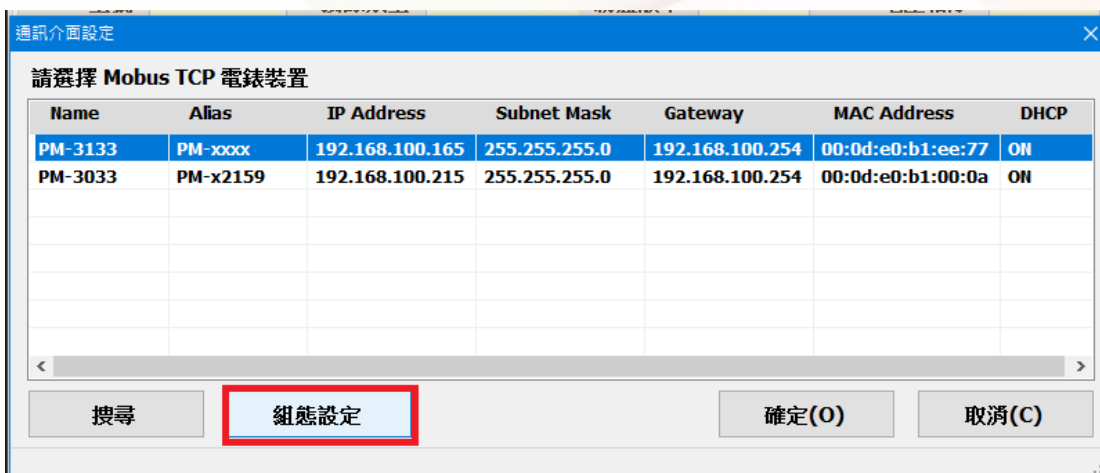 通訊介面設定
請選擇 Mobus TCP 電錶裝置
Name Alias IP Address Subnet Mask Gateway MAC Address DHCP
PM-3133 PM-xxxx 192.168.100.165 255.255.255.0 192.168.100.254 00:0d:e0:b1:ee:77 ON
PM-3033 PM-x2159 192.168.100.215 255.255.255.0 192.168.100.254 00:0d:e0:b1:00:0a ON
搜尋 組態設定 確定(O) 取消(C)